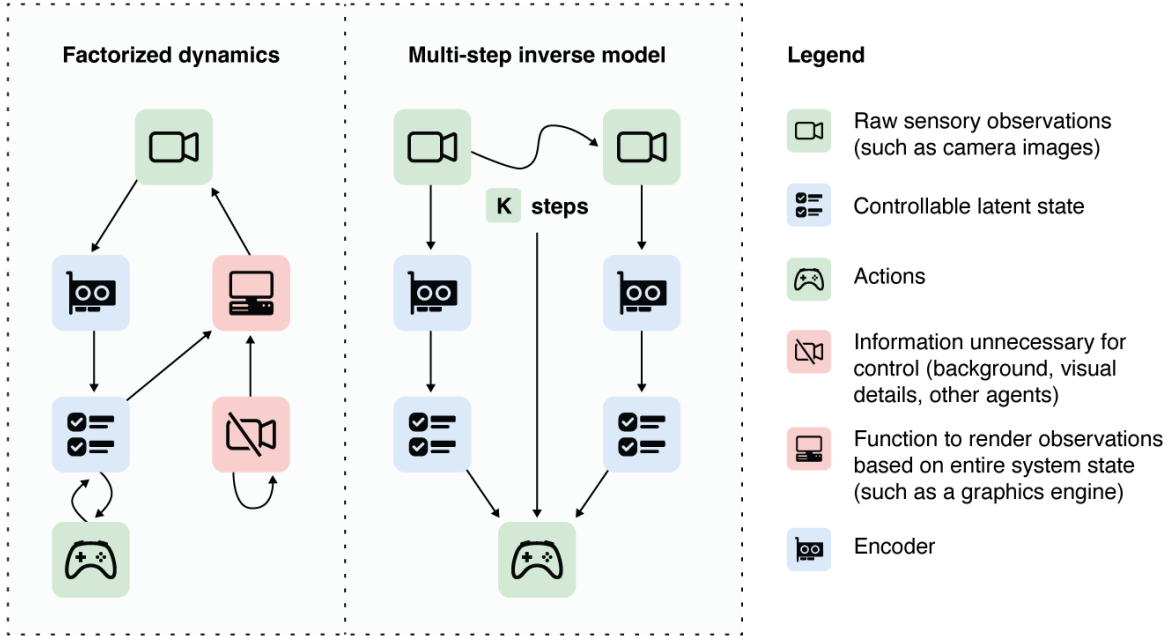 Factorized dynamics
Multi-step inverse model
K steps
Legend
Raw sensory observations
(such as camera images)
Controllable latent state
Actions
Information unnecessary for
control (background, visual
details, other agents)
Function to render observations
based on entire system state
(such as a graphics engine)
Encoder